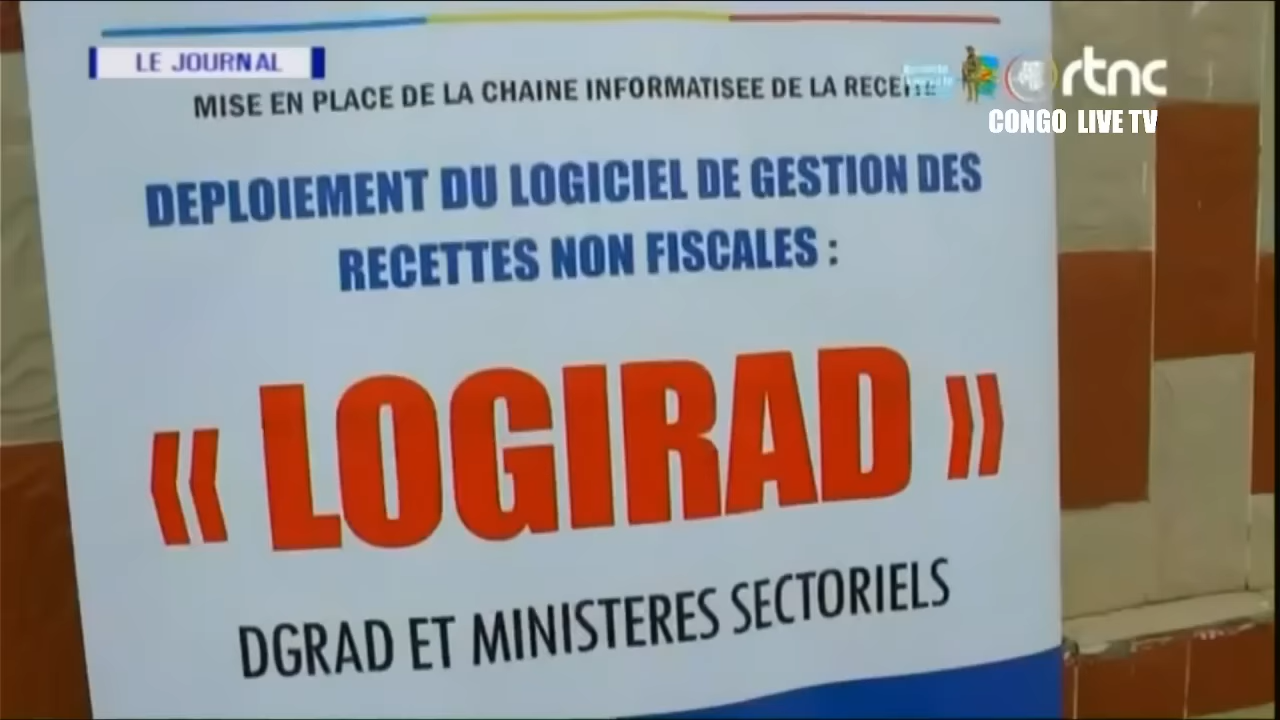 LE JOURNAL
rtnc
CONGO LIVE TV
MISE EN PLACE DE LA CHAINE INFORMATISEE DE LA
DEPLOIEMENT DU LOGICIEL DE GESTION DES
RECETTES NON FISCALES :
« LOGIRAD »
DGRAD ET MINISTERES SECTORIELS